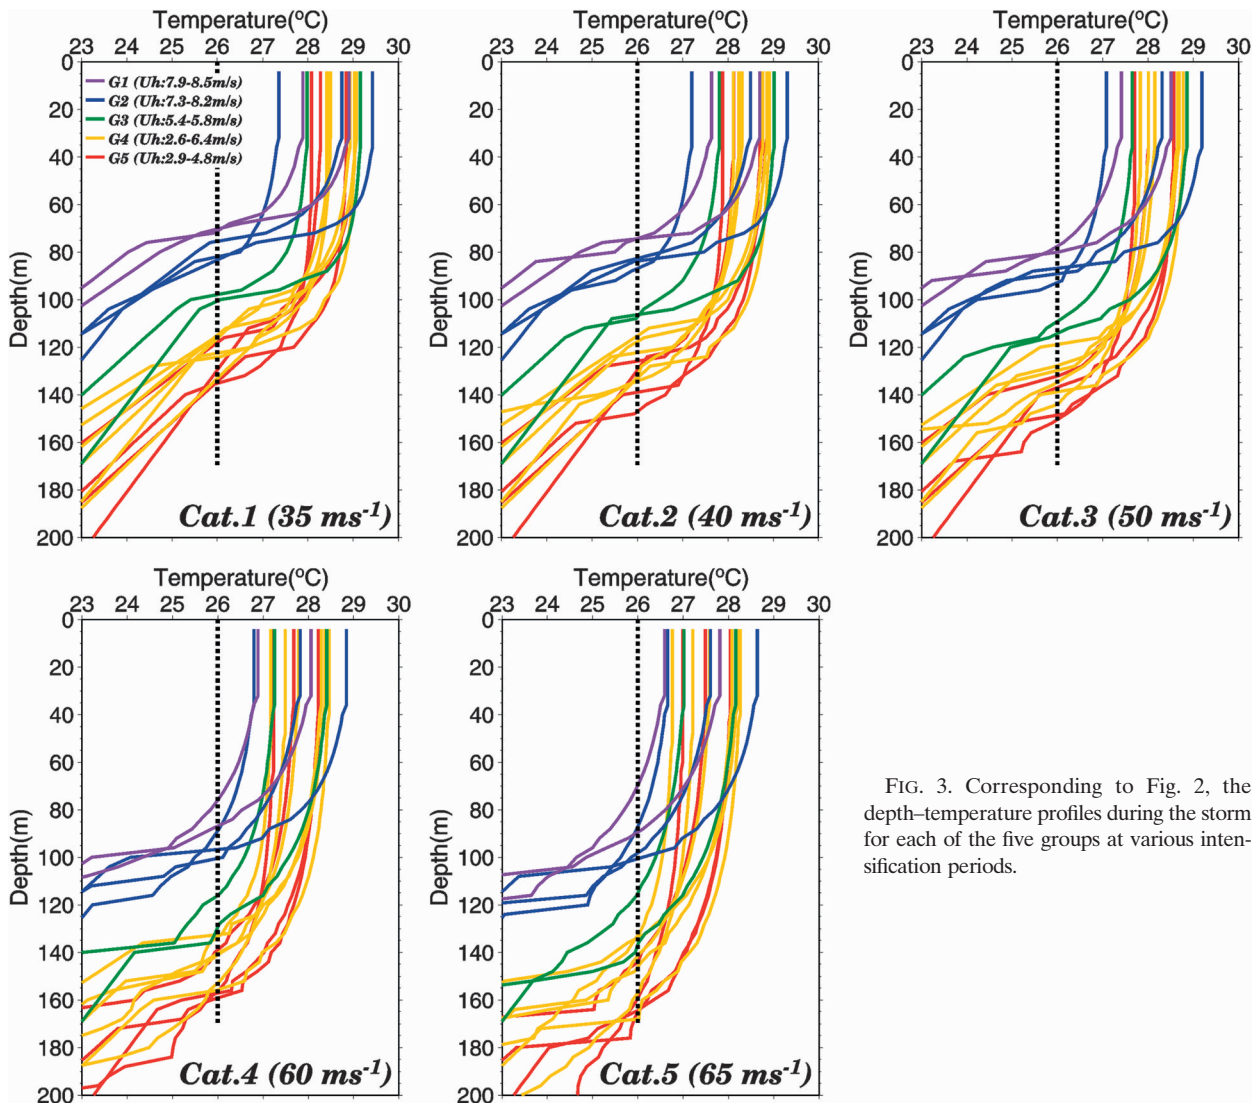 Temperature(ºC) Temperature(ºC) Temperature(ºC)
23 24 25 26 27 28 29 30 23 24 25 26 27 28 29 30 23 24 25 26 27 28 29 30
0 0 0
G1 (Uh:7.9-8.5m/s)
20 20 20
G2 (Uh:7.3-8.2m/s)
G3 (Uh:5.4-5.8m/s)
40 40 40
G4 (Uh:2.6-6.4m/s)
G5 (Uh:2.9-4.8m/s)
60 60 60
80 80 80
Depth(m) Depth(m) Depth(m)
100 100 100
120 120 120
140 140 140
160 160 160
180 180 180
Cat.1 (35 ms-1) Cat.2 (40 ms-1) Cat.3 (50 ms-1)
200 200 200
Temperature(ºC) Temperature(ºC)
23 24 25 26 27 28 29 30 23 24 25 26 27 28 29 30
0 0
20 20
40 40
60 60
80 80
Depth(m) Depth(m)
100 100
120 120
140 140
160 160
180 180
Cat.4 (60 ms-1) Cat.5 (65 ms-1)
200 200
FIG. 3. Corresponding to Fig. 2, the
depth–temperature profiles during the storm
for each of the five groups at various inten-
sification periods.